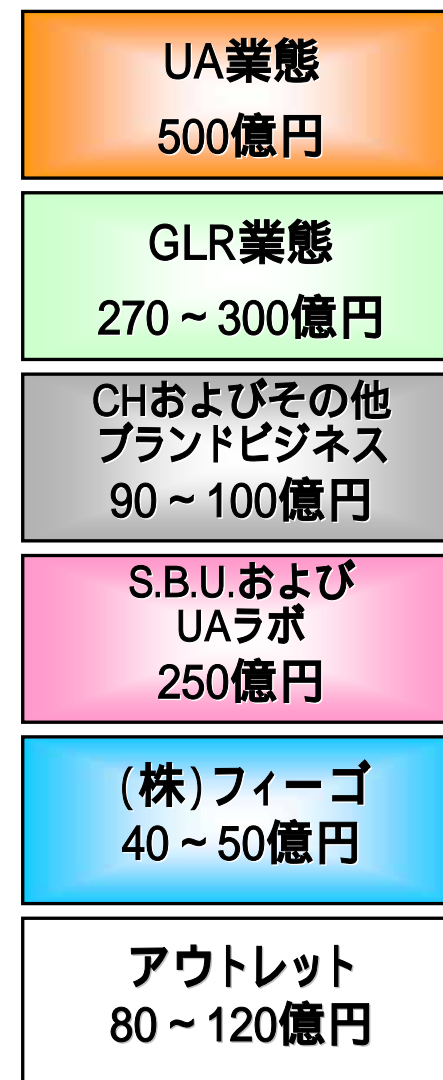 UA業態
500億円
GLR業態
270～300億円
CHおよびその他
ブランドビジネス
90～100億円
S.B.U.および
UAラボ
250億円
(株)フィーゴ
40～50億円
アウトレット
80～120億円